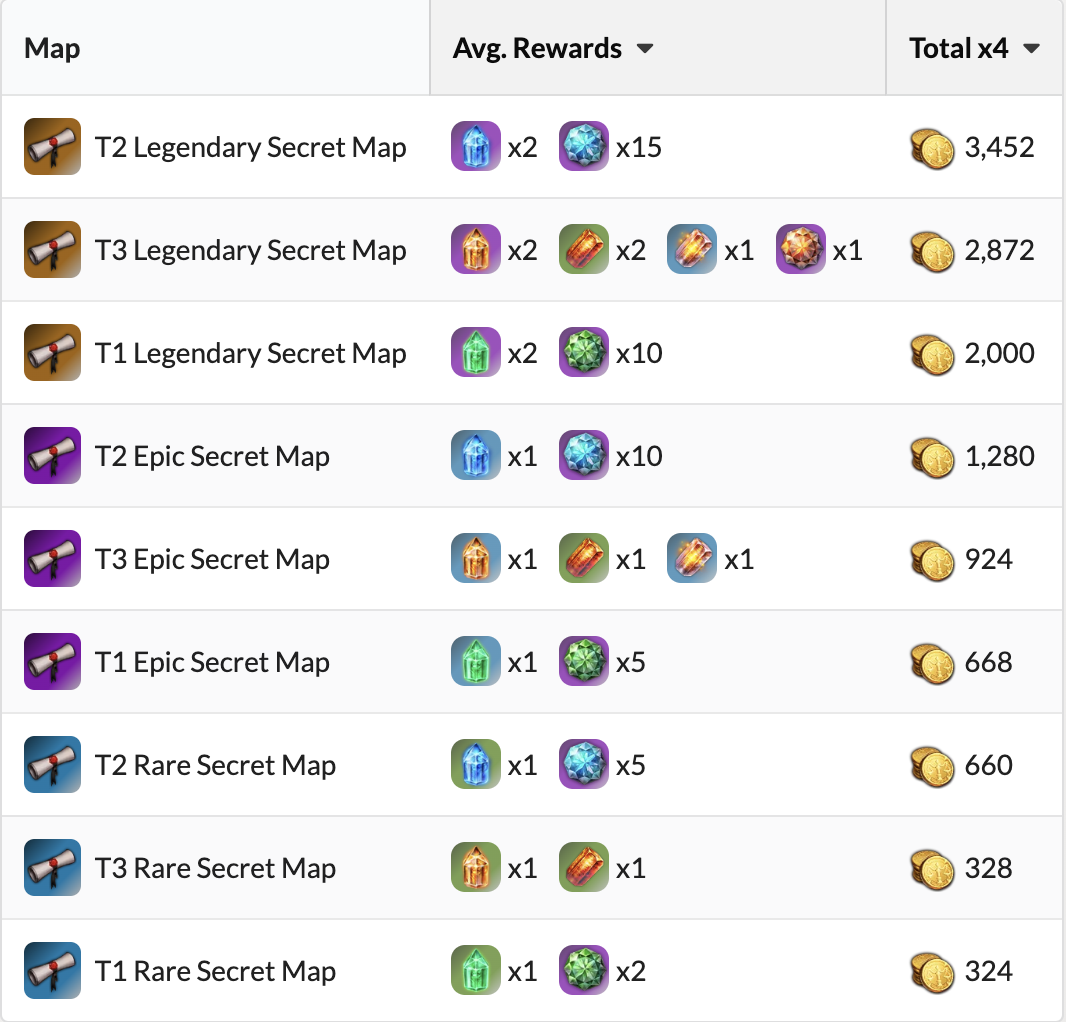 Map Avg. Rewards Total x4
T2 Legendary Secret Map x2 x15 3,452
T3 Legendary Secret Map x2 x2 x1 x1 2,872
T1 Legendary Secret Map x2 x10 2,000
T2 Epic Secret Map x1 x10 1,280
T3 Epic Secret Map x1 x1 x1 924
T1 Epic Secret Map x1 x5 668
T2 Rare Secret Map x1 x5 660
T3 Rare Secret Map x1 x1 328
T1 Rare Secret Map x1 x2 324